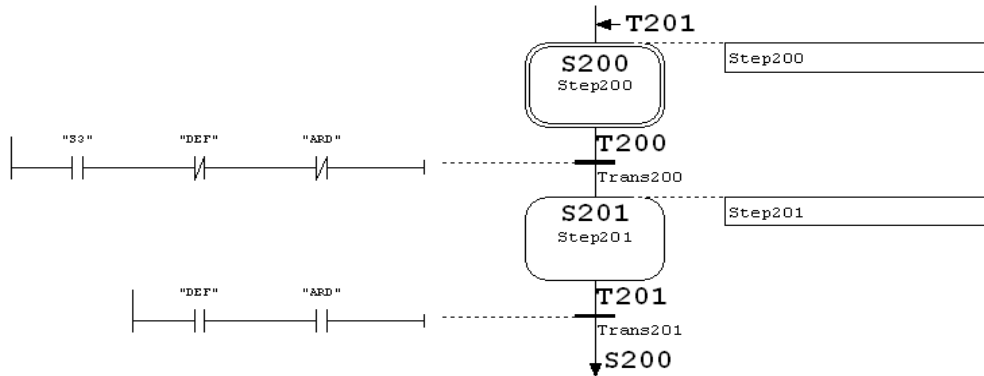 T201
S200
Step200
Step200
"S3" "DEF" "ARD"
T200
Trans200
S201
Step201
Step201
"DEF" "ARD"
T201
Trans201
S200